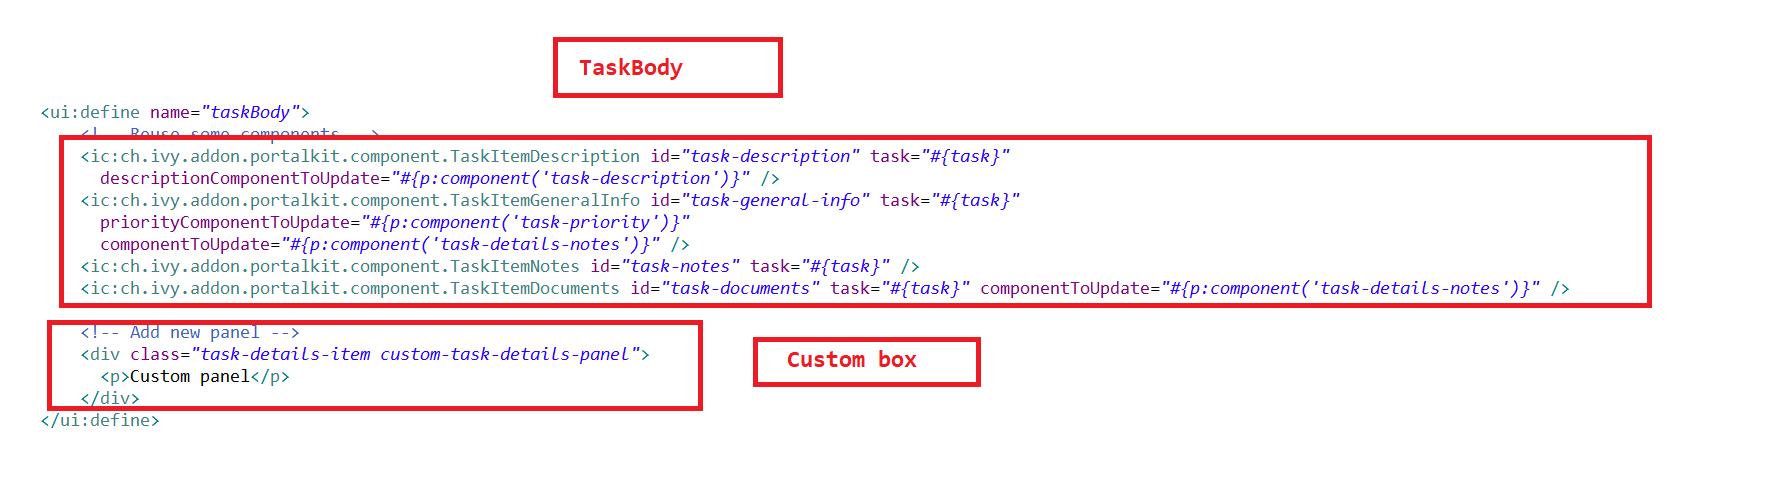 TaskBody
<ui:define name="taskBody">
<!-- Reuse some components -->
<ic:ch.ivy.addon.portalkit.component.TaskItemDescription id="task-description" task="#{task}"
descriptionComponentToUpdate="#{p:component('task-description')}" />
<ic:ch.ivy.addon.portalkit.component.TaskItemGeneralInfo id="task-general-info" task="#{task}"
priorityComponentToUpdate="#{p:component('task-priority')}"
componentToUpdate="#{p:component('task-details-notes')}" />
<ic:ch.ivy.addon.portalkit.component.TaskItemNotes id="task-notes" task="#{task}" />
<ic:ch.ivy.addon.portalkit.component.TaskItemDocuments id="task-documents" task="#{task}" componentToUpdate="#{p:component('task-details-notes')}" />
<!-- Add new panel -->
<div class="task-details-item custom-task-details-panel">
Custom box
<p>Custom panel</p>
</div>
</ui:define>